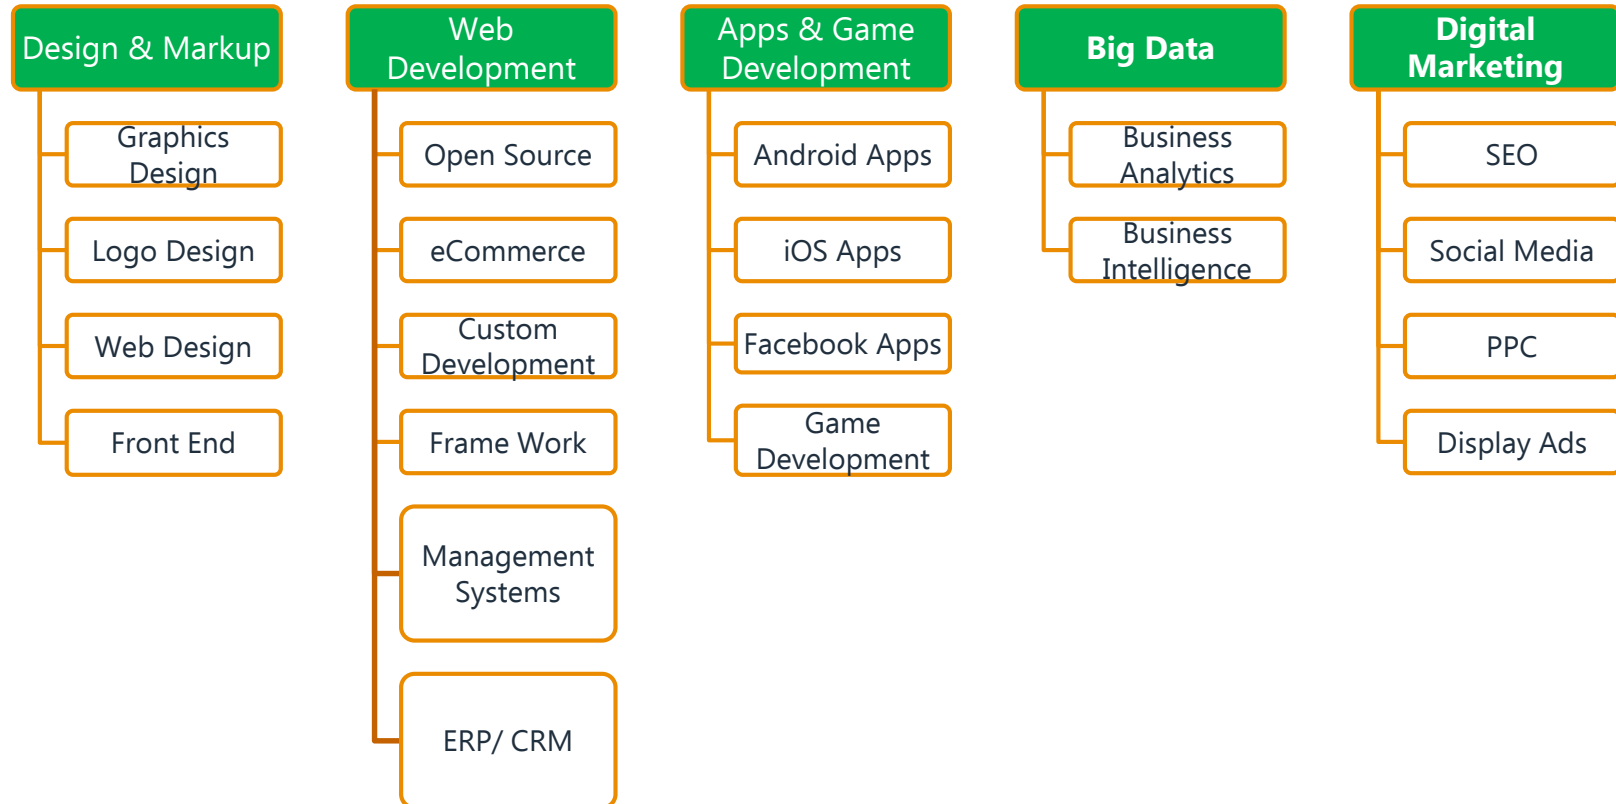 Design & Markup
Graphics
Design
Logo Design
Web Design
Front End
Web
Development
Open Source
eCommerce
Custom
Development
Frame Work
Management
Systems
ERP/ CRM
Apps & Game
Development
Android Apps
iOS Apps
Facebook Apps
Game
Development
Big Data
Business
Analytics
Business
Intelligence
Digital
Marketing
SEO
Social Media
PPC
Display Ads